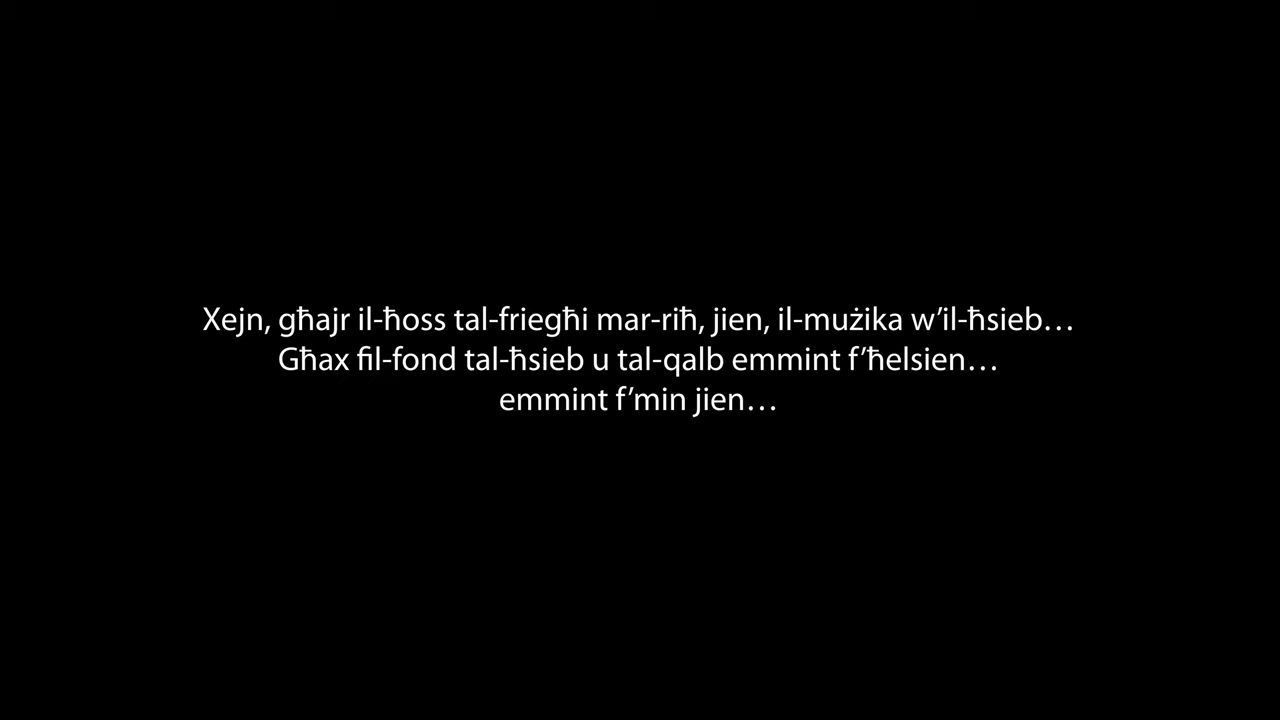 Xejn, għajr il-ħoss tal-friegħi mar-riħ, jien, il-mużika w’il-ħsieb…
Għax fil-fond tal-ħsieb u tal-qalb emmint f’ħelsien…
emmint f’min jien…